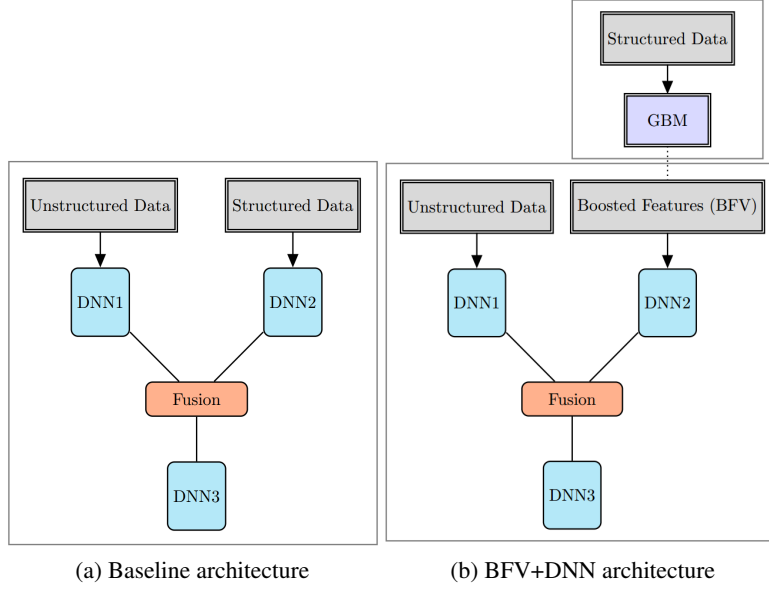 Structured Data
GBM
Unstructured Data
Structured Data
DNN1
DNN2
Fusion
DNN3
(a) Baseline architecture
Unstructured Data
Boosted Features (BFV)
DNN1
DNN2
Fusion
DNN3
(b) BFV+DNN architecture